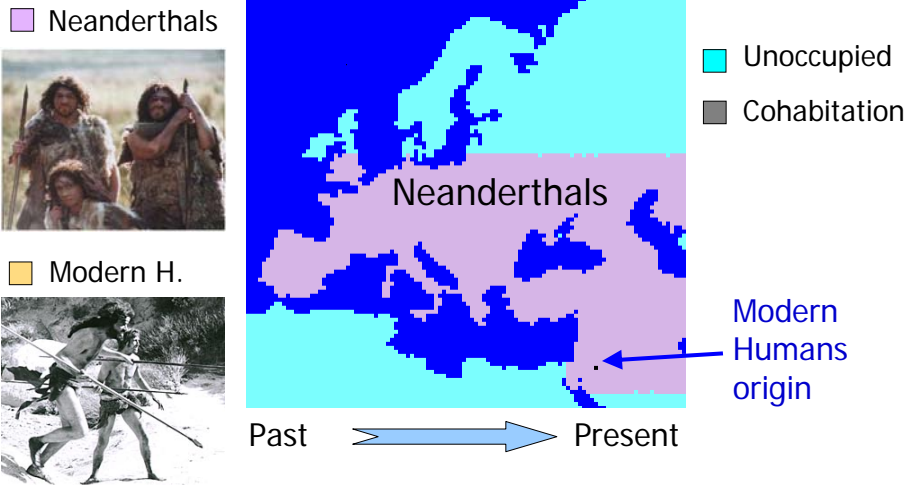 Neanderthals
Unoccupied
Cohabitation
Neanderthals
Modern H.
Modern
Humans
origin
Past
Present